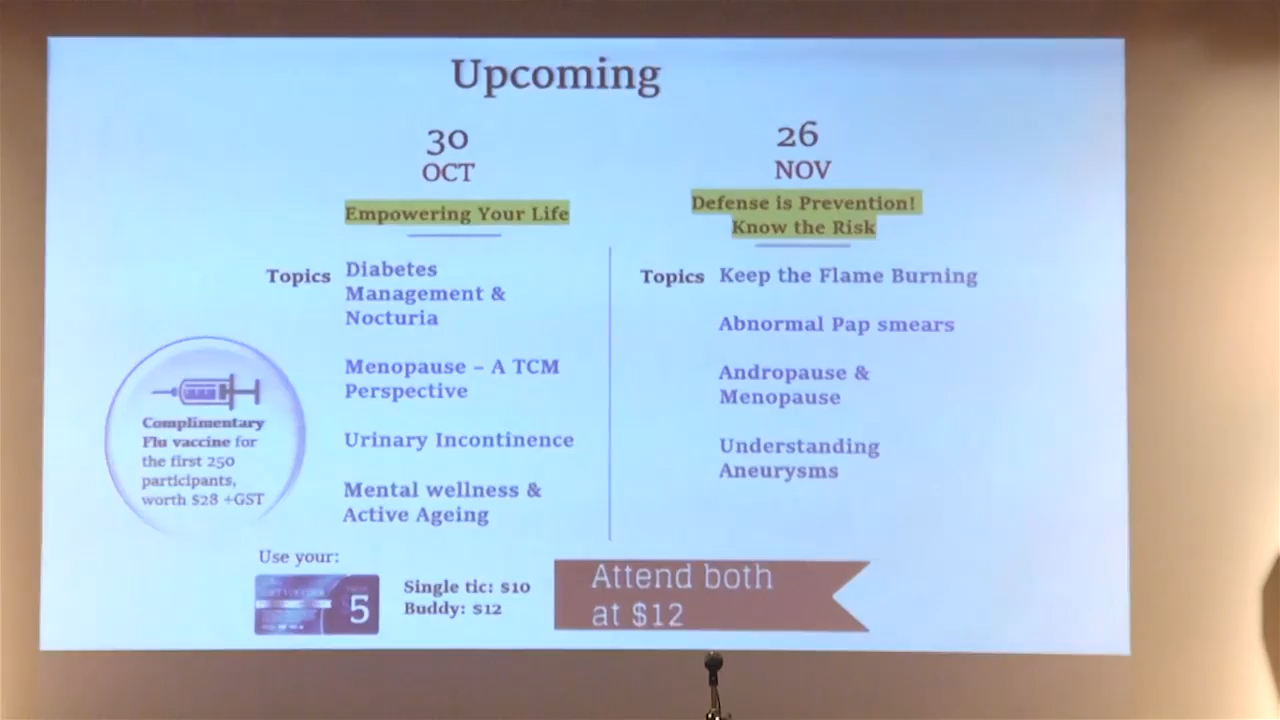 Upcoming
30
OCT
Empowering Your Life
Topics
Diabetes
Management &
Nocturia
Menopause – A TCM
Perspective
Urinary Incontinence
Mental wellness &
Active Ageing
26
NOV
Defense is Prevention!
Know the Risk
Topics
Keep the Flame Burning
Abnormal Pap smears
Andropause &
Menopause
Understanding
Aneurysms
Complimentary
Flu vaccine for
the first 250
participants,
worth $28 +GST
Use your:
$5
Single tic: $10
Buddy: $12
Attend both
at $12